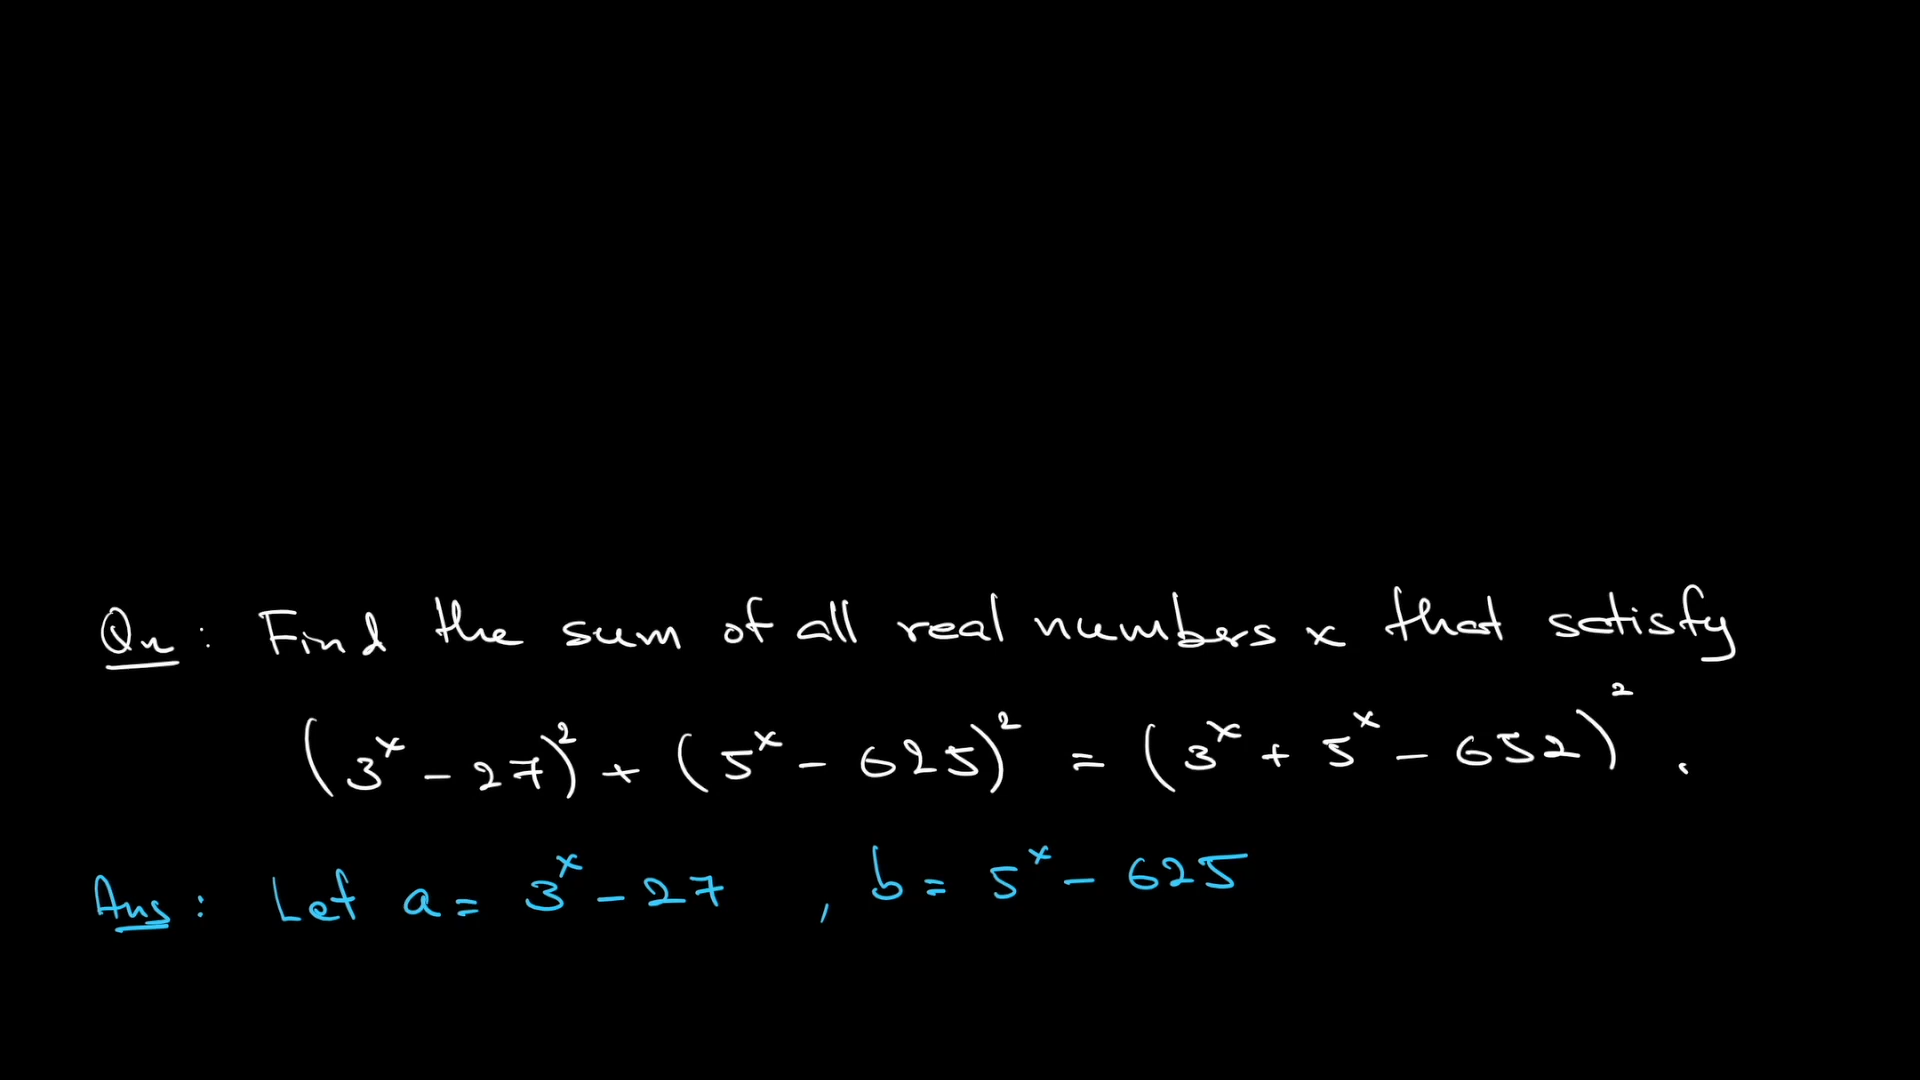 Qn: Find the sum of all real numbers x that satisfy
(3^x - 27)^2 + (5^x - 625)^2 = (3^x + 5^x - 652)^2.
Ans: Let a = 3^x - 27, b = 5^x - 625